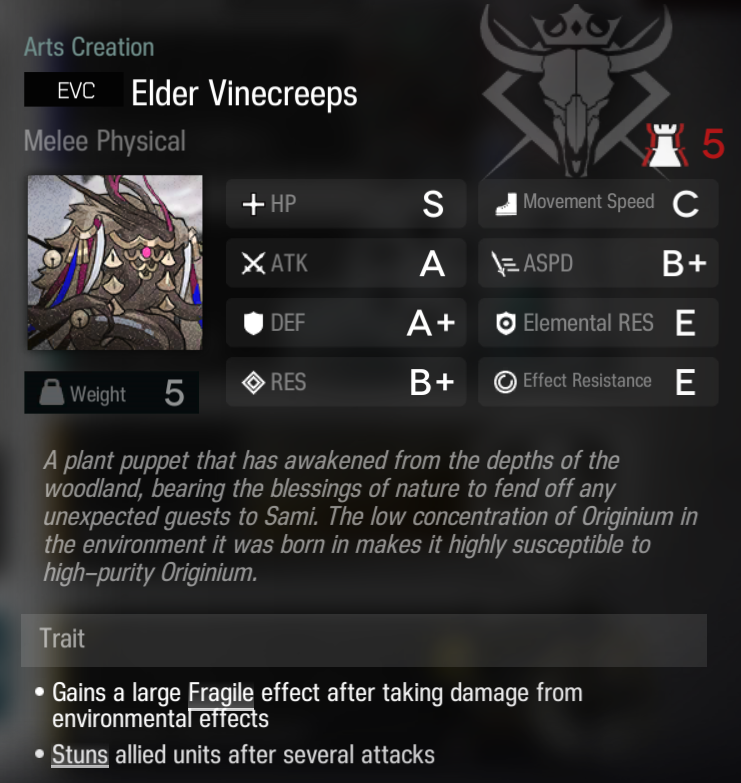 Arts Creation
EVC Elder Vinecreeps
Melee Physical
5
HP S
Movement Speed C
ATK A
ASPD B+
DEF A+
Elemental RES E
RES B+
Effect Resistance E
Weight 5
A plant puppet that has awakened from the depths of the
woodland, bearing the blessings of nature to fend off any
unexpected guests to Sami. The low concentration of Originium in
the environment it was born in makes it highly susceptible to
high-purity Originium.
Trait
• Gains a large Fragile effect after taking damage from
environmental effects
• Stuns allied units after several attacks